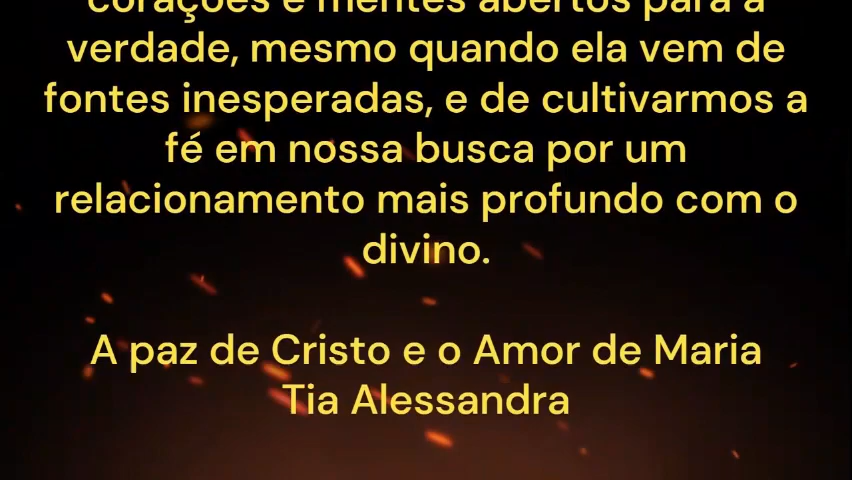 corações e mentes abertos para a
verdade, mesmo quando ela vem de
fontes inesperadas, e de cultivarmos a
fé em nossa busca por um
relacionamento mais profundo com o
divino.
A paz de Cristo e o Amor de Maria
Tia Alessandra